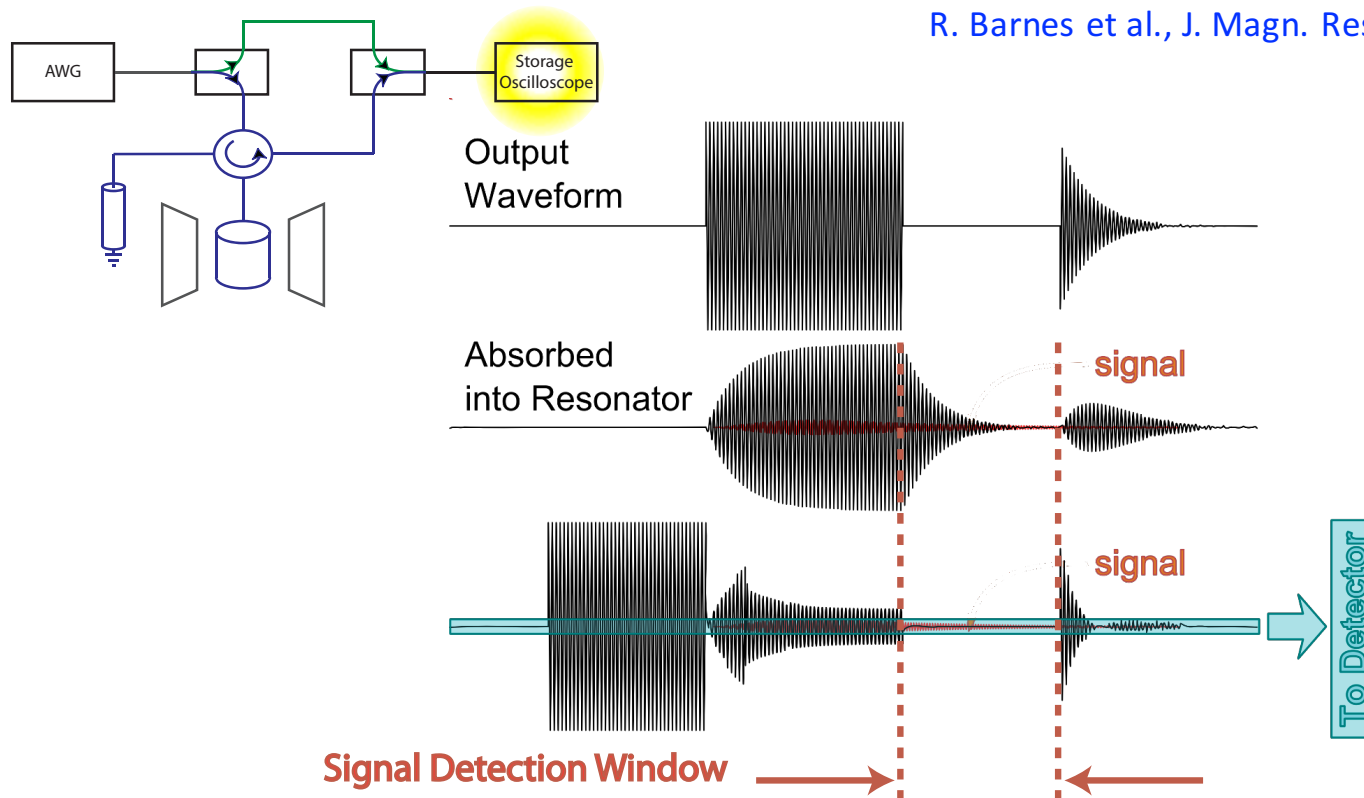 R. Barnes et al., J. Magn. Res
AWG
Storage
Oscilloscope
Output
Waveform
Absorbed
into Resonator
signal
signal
To Detector
Signal Detection Window